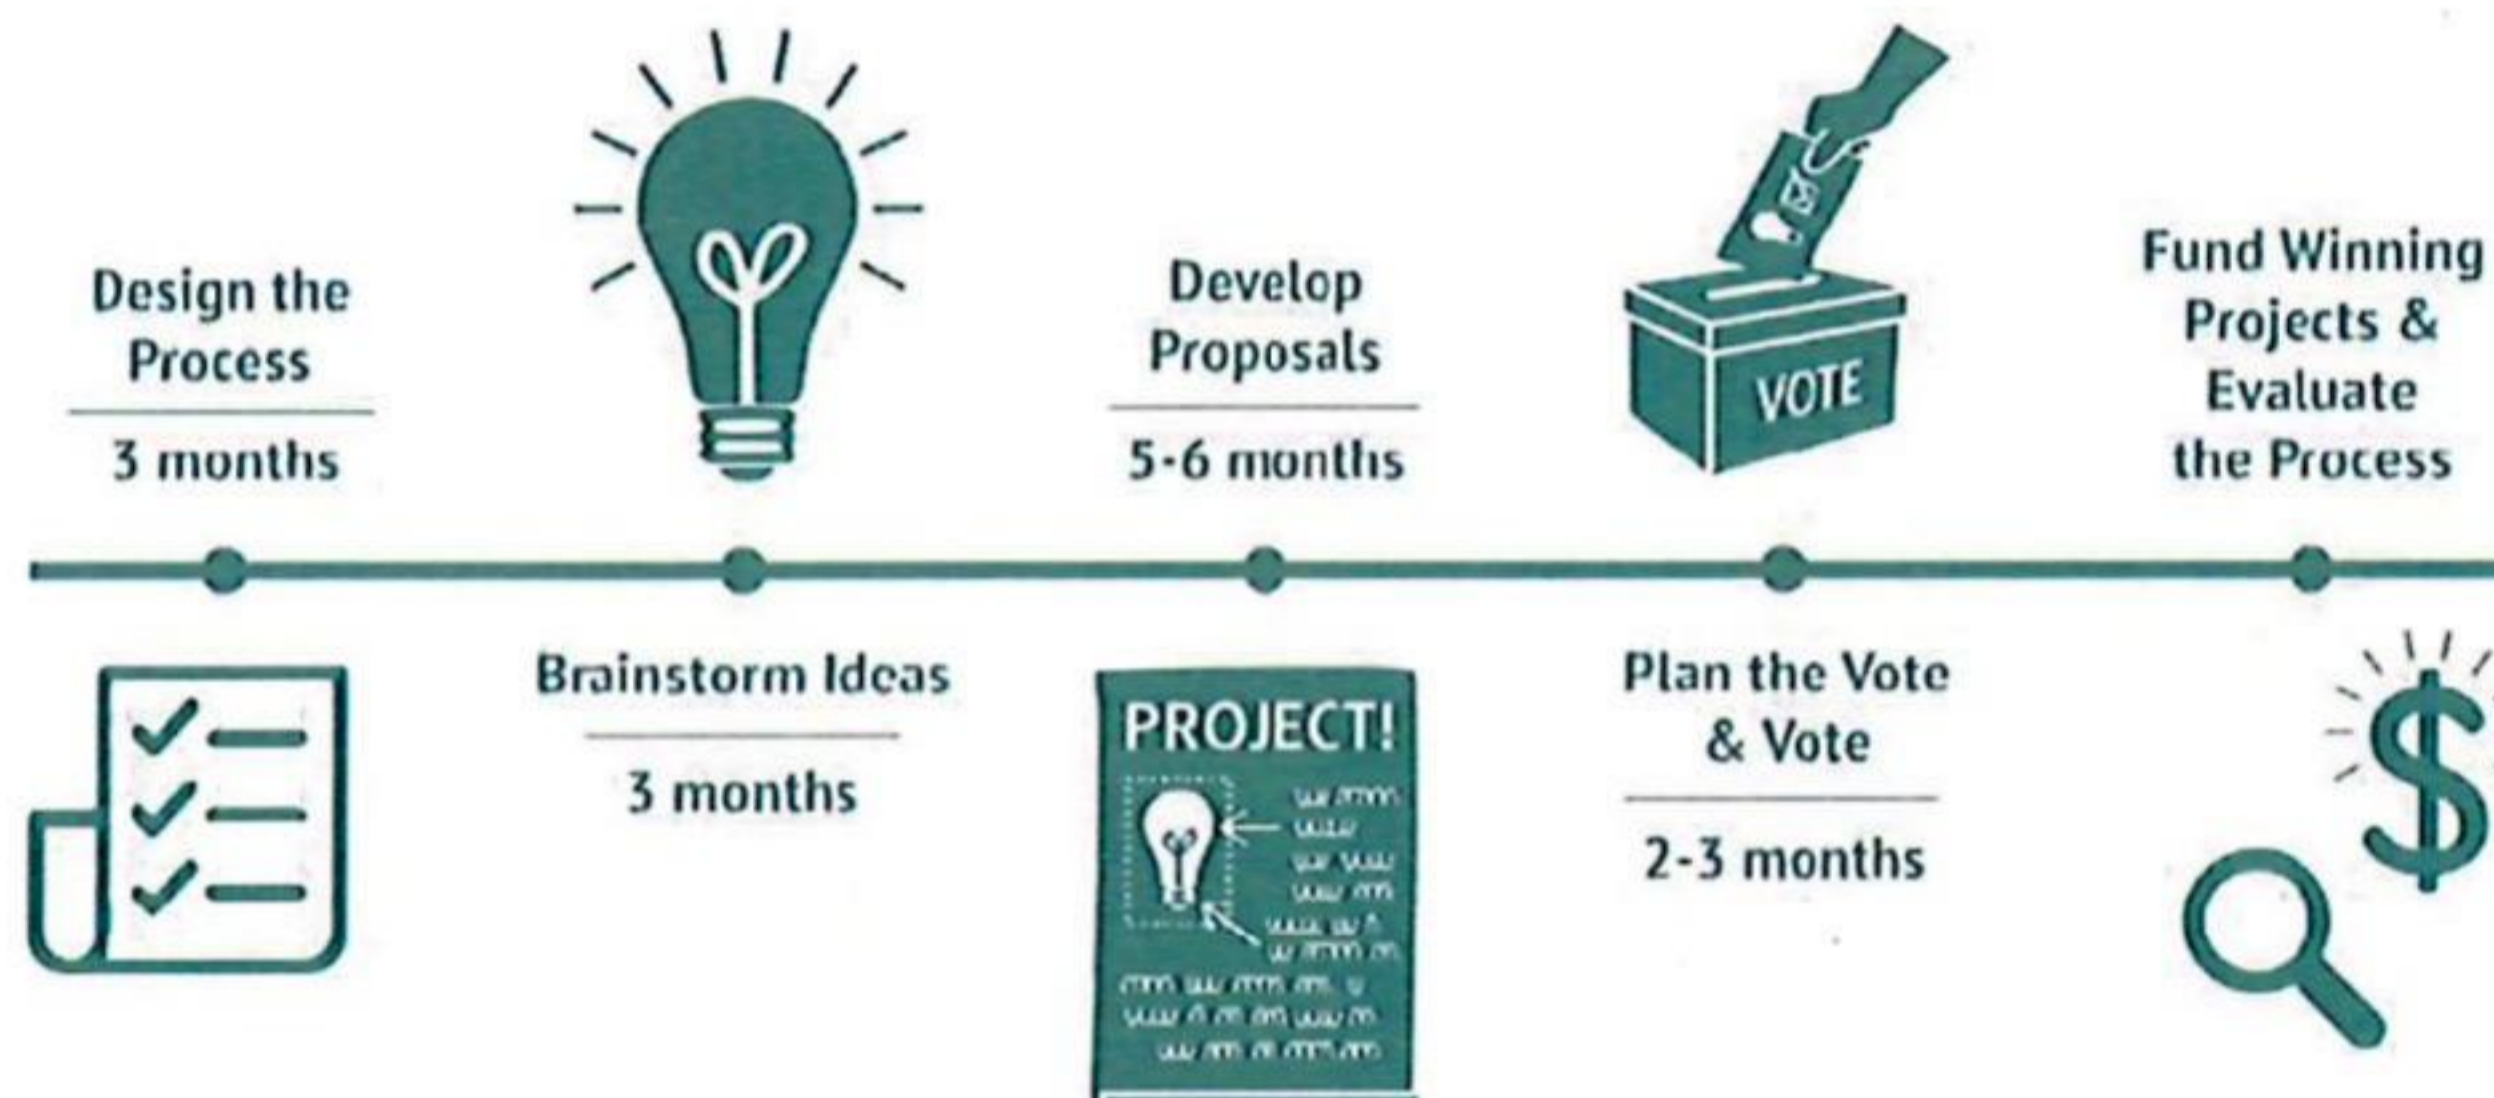 Design the
Process
3 months
Brainstorm Ideas
3 months
Develop
Proposals
5-6 months
PROJECT!
VOTE
Plan the Vote
& Vote
2-3 months
Fund Winning
Projects &
Evaluate
the Process